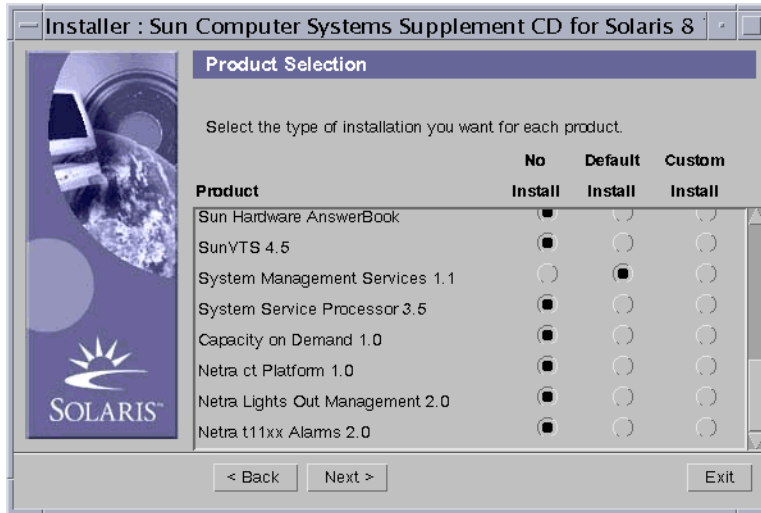 Installer : Sun Computer Systems Supplement CD for Solaris 8
Product Selection
Select the type of installation you want for each product.
No Default Custom
Product Install Install Install
Sun Hardware AnswerBook
SunVTS 4.5
System Management Services 1.1
System Service Processor 3.5
Capacity on Demand 1.0
Netra ct Platform 1.0
Netra Lights Out Management 2.0
Netra t11xx Alarms 2.0
SOLARIS™
< Back Next > Exit